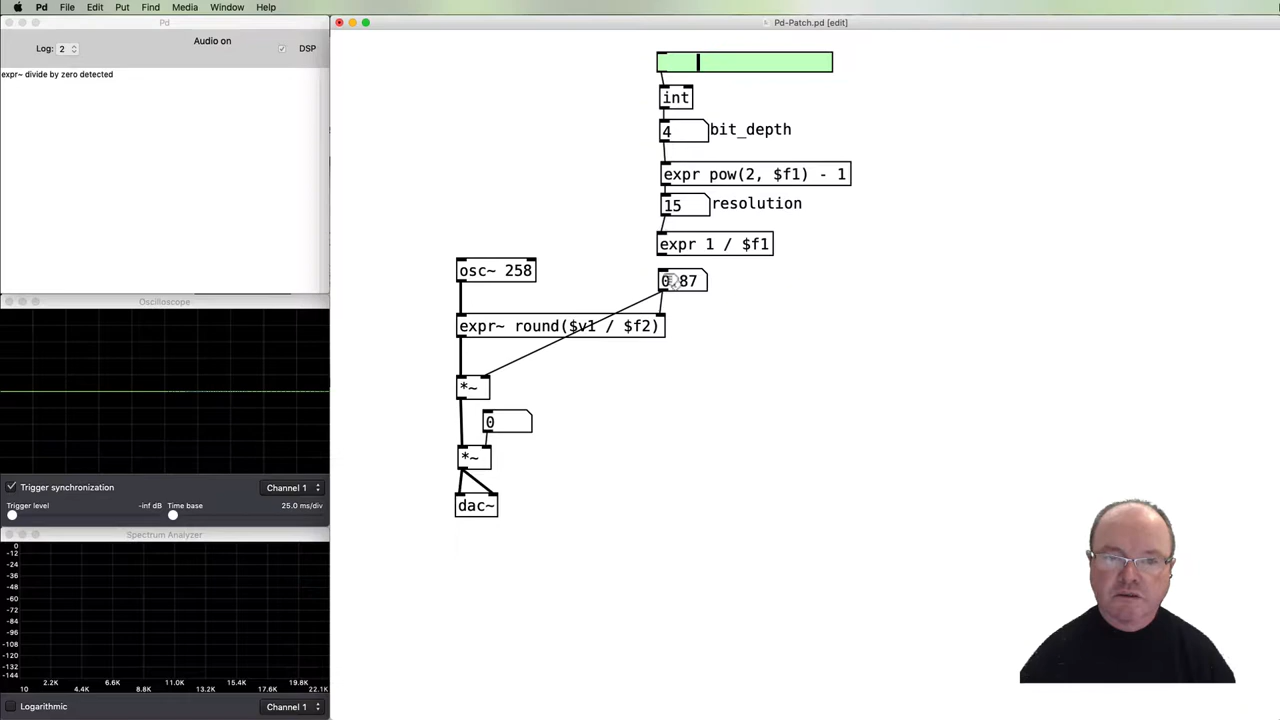 Pd File Edit Put Find Media Window Help
Pd
Pd-Patch.pd [edit]
Log: 2
Audio on
DSP
expr~ divide by zero detected
int
4 bit_depth
expr pow(2, $f1) - 1
15 resolution
expr 1 / $f1
osc~ 258
expr~ round($v1 / $f2)
*~
0
*~
dac~
Oscilloscope
Trigger synchronization
Channel 1
Trigger level
-inf dB
Time base
25.0 ms/div
Spectrum Analyzer
0
-12
-24
-36
-48
-60
-72
-84
-96
-108
-120
-132
-144
2.2K 6.6K 11.0K 15.4K 19.8K
10 4.4K 8.8K 13.2K 17.6K 22.1K
Logarithmic
Channel 1